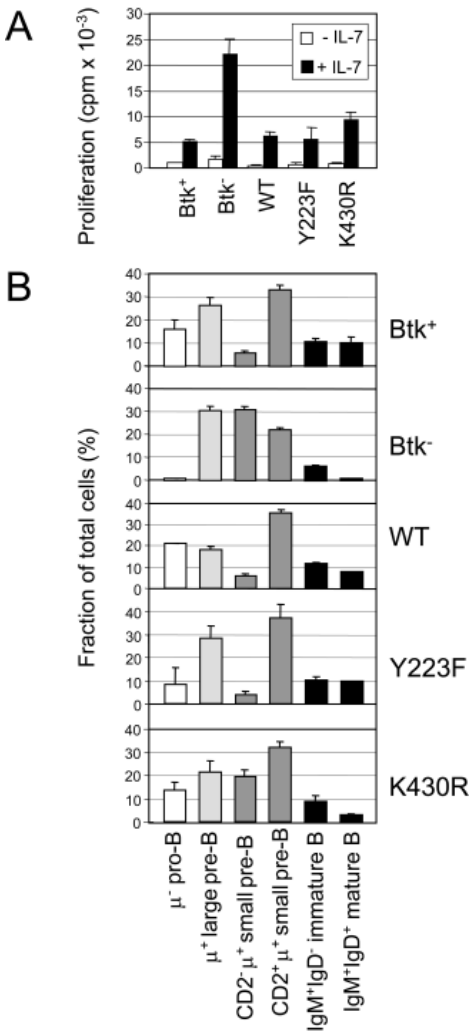 A
Proliferation (cpm x 10⁻³)
30
25
20
15
10
5
0
- IL-7
+ IL-7
Btk⁺
Btk⁻
WT
Y223F
K430R
B
Fraction of total cells (%)
40
30
20
10
0
Btk⁺
40
30
20
10
0
Btk⁻
40
30
20
10
0
WT
40
30
20
10
0
Y223F
40
30
20
10
0
K430R
μ⁻ pro-B
μ⁺ large pre-B
CD2⁻ μ⁺ small pre-B
CD2⁺ μ⁺ small pre-B
IgM⁺IgD⁻ immature B
IgM⁺IgD⁺ mature B